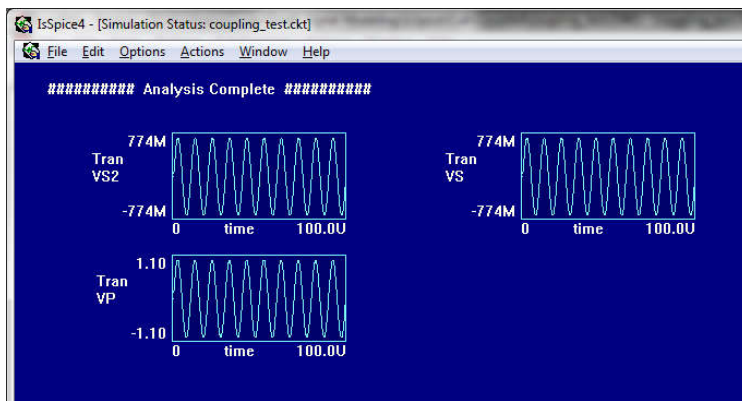 IsSpice4 - [Simulation Status: coupling_test.ckt]
File Edit Options Actions Window Help
########## Analysis Complete ##########
774M
Tran
VS2
-774M
0 time 100.0U
774M
Tran
VS
-774M
0 time 100.0U
1.10
Tran
VP
-1.10
0 time 100.0U